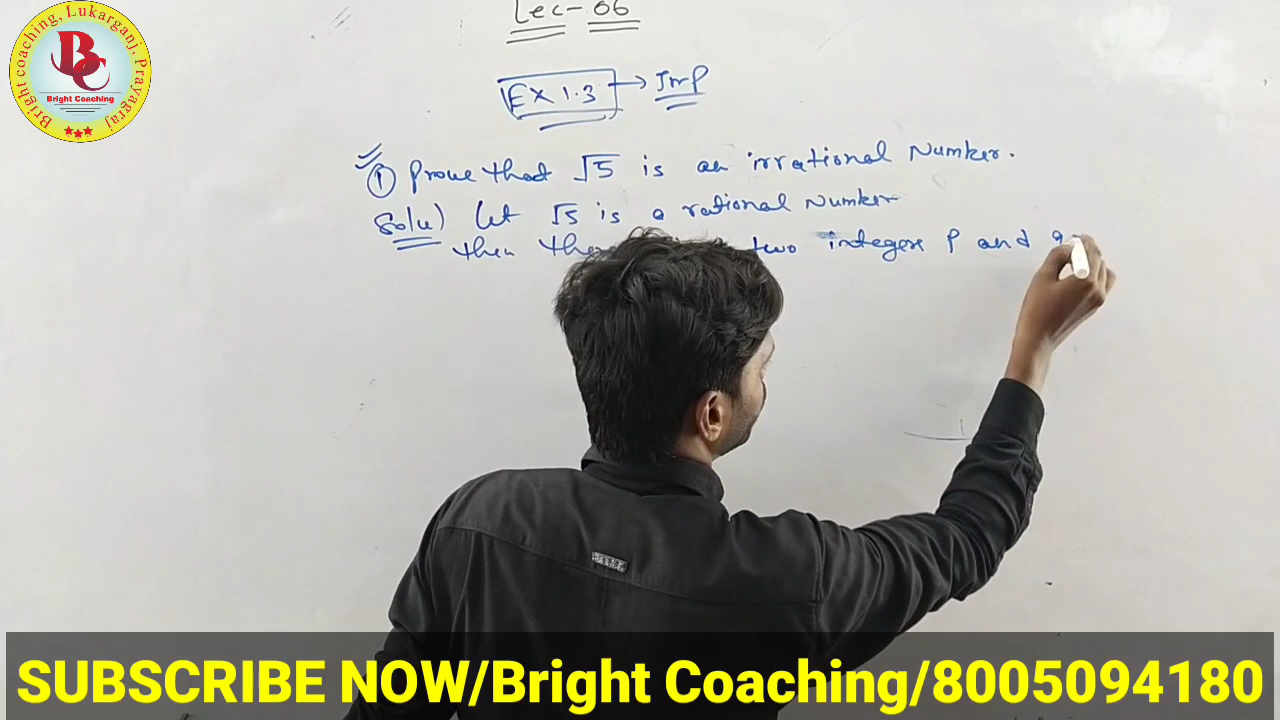 Lec-06
Ex 1.3 → Imp
① Prove that √5 is an irrational Number.
Solu) let √5 is a rational Number
then two integers P and q
Bright coaching, Lukarganj, Prayagraj
BC
Bright Coaching
SUBSCRIBE NOW/Bright Coaching/8005094180